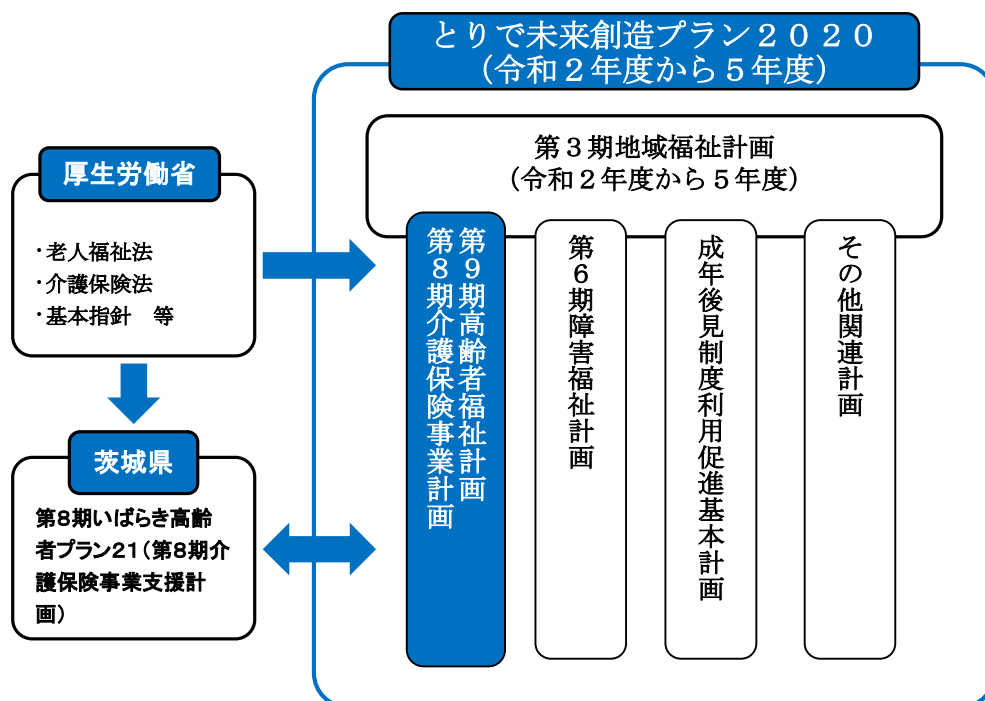 とりで未来創造プラン２０２０
（令和２年度から５年度）
第３期地域福祉計画
（令和２年度から５年度）
厚生労働省
・老人福祉法
・介護保険法
・基本指針　等
茨城県
第8期いばらき高齢
者プラン21（第8期介
護保険事業支援計
画）
第９期高齢者福祉計画
第８期介護保険事業計画
第６期障害福祉計画
成年後見制度利用促進基本計画
その他関連計画